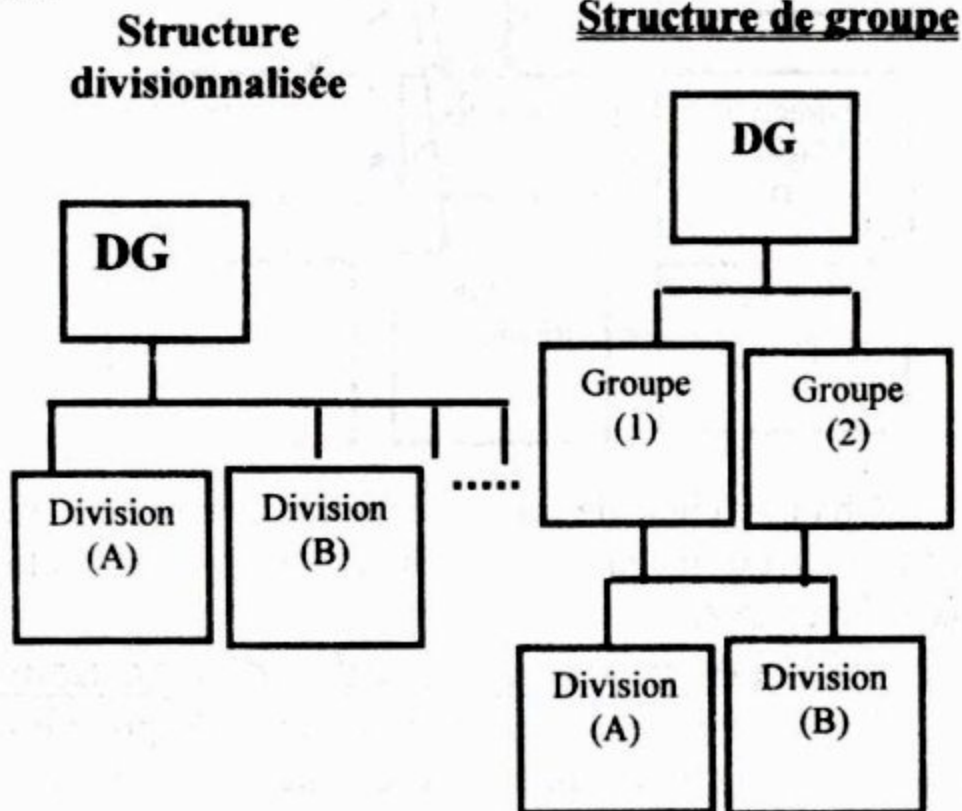 Structure
divisionnalisée
DG
Division
(A)
Division
(B)
.....
Structure de groupe
DG
Groupe
(1)
Groupe
(2)
Division
(A)
Division
(B)